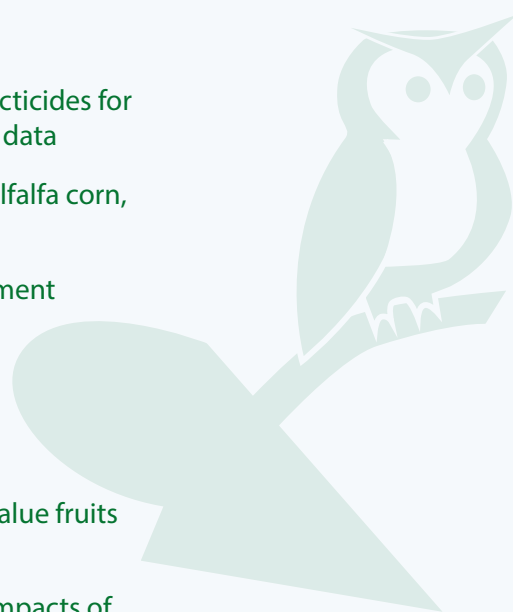 cticides for
data
lfalfa corn,
ment
alue fruits
mpacts of